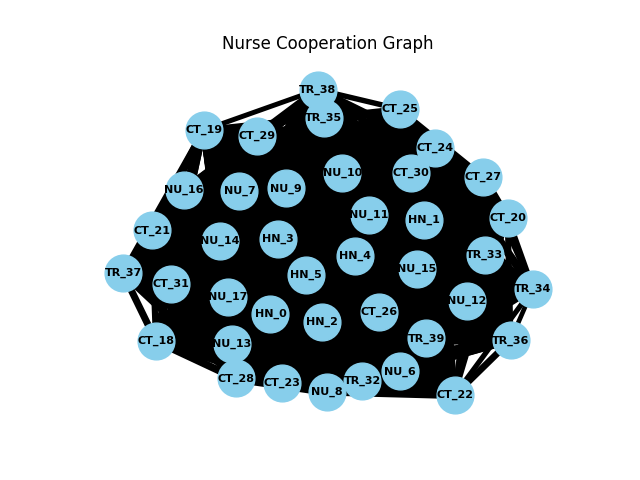 Nurse Cooperation Graph
TR_38
CT_25
TR_35
CT_19
CT_29
CT_24
NU_10
CT_30
CT_27
NU_16
NU_7
NU_9
NU_11
HN_1
CT_20
CT_21
NU_14
HN_3
HN_4
TR_33
TR_37
HN_5
NU_15
CT_31
TR_34
NU_17
NU_12
HN_0
HN_2
CT_26
CT_18
NU_13
TR_39
TR_36
CT_28
CT_23
NU_8
TR_32
NU_6
CT_22